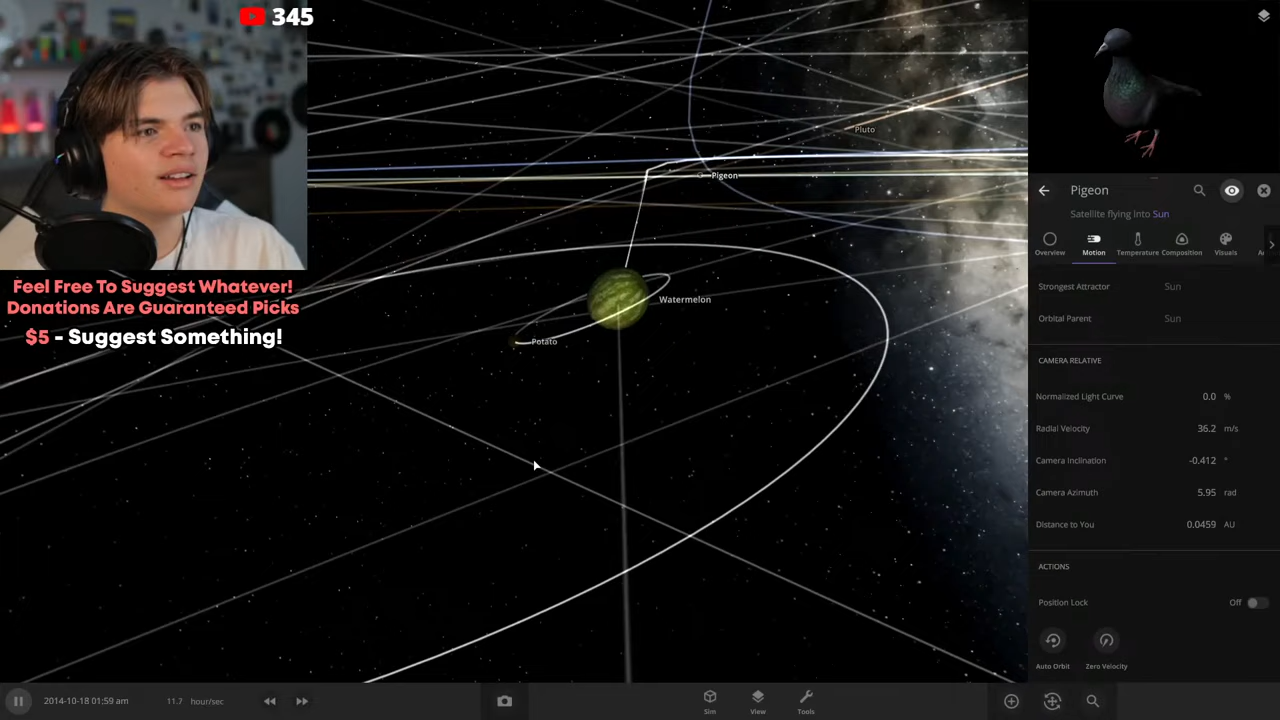 345
Feel Free To Suggest Whatever!
Donations Are Guaranteed Picks
$5 - Suggest Something!
Pluto
Pigeon
Watermelon
Potato
Pigeon
Satellite flying into Sun
Overview Motion Temperature Composition Visuals
Strongest Attractor Sun
Orbital Parent Sun
CAMERA RELATIVE
Normalized Light Curve 0.0 %
Radial Velocity 36.2 m/s
Camera Inclination -0.412 °
Camera Azimuth 5.95 rad
Distance to You 0.0459 AU
ACTIONS
Position Lock Off
Auto Orbit Zero Velocity
2014-10-18 01:59 am 11.7 hour/sec
Sim View Tools